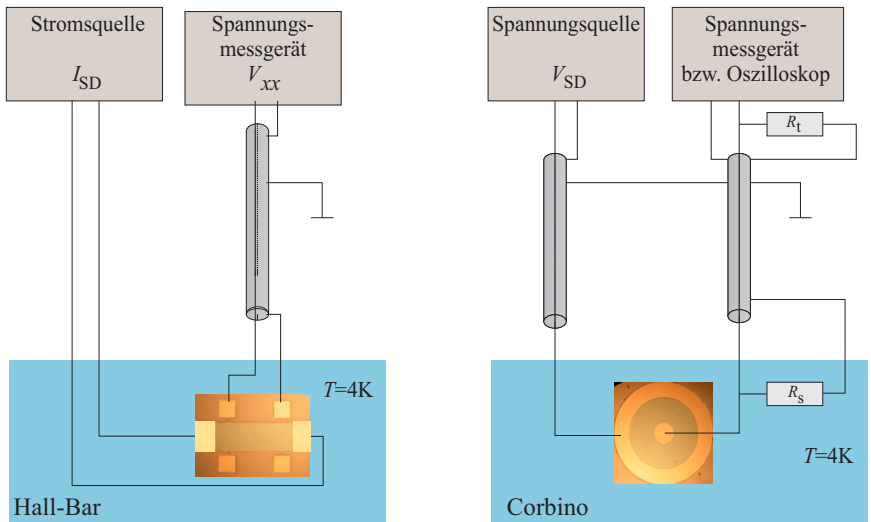 Stromsquelle
I_SD
Spannungs-
messgerät
V_xx
T=4K
Hall-Bar
Spannungsquelle
V_SD
Spannungs-
messgerät
bzw. Oszilloskop
R_t
R_s
T=4K
Corbino